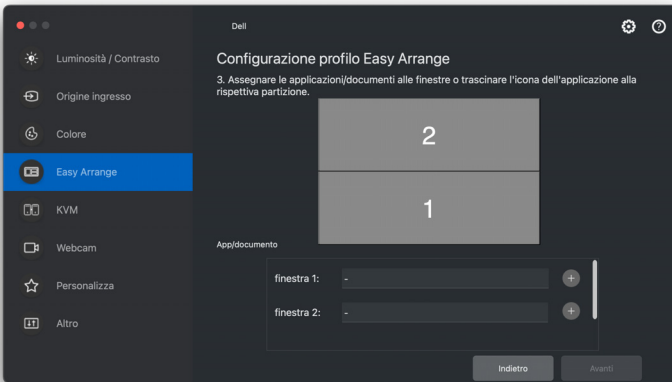 Dell
Luminosità / Contrasto
Origine ingresso
Colore
Easy Arrange
KVM
Webcam
Personalizza
Altro
Configurazione profilo Easy Arrange
3. Assegnare le applicazioni/documenti alle finestre o trascinare l'icona dell'applicazione alla
rispettiva partizione.
2
1
App/documento
finestra 1: -
finestra 2: -
Indietro
Avanti